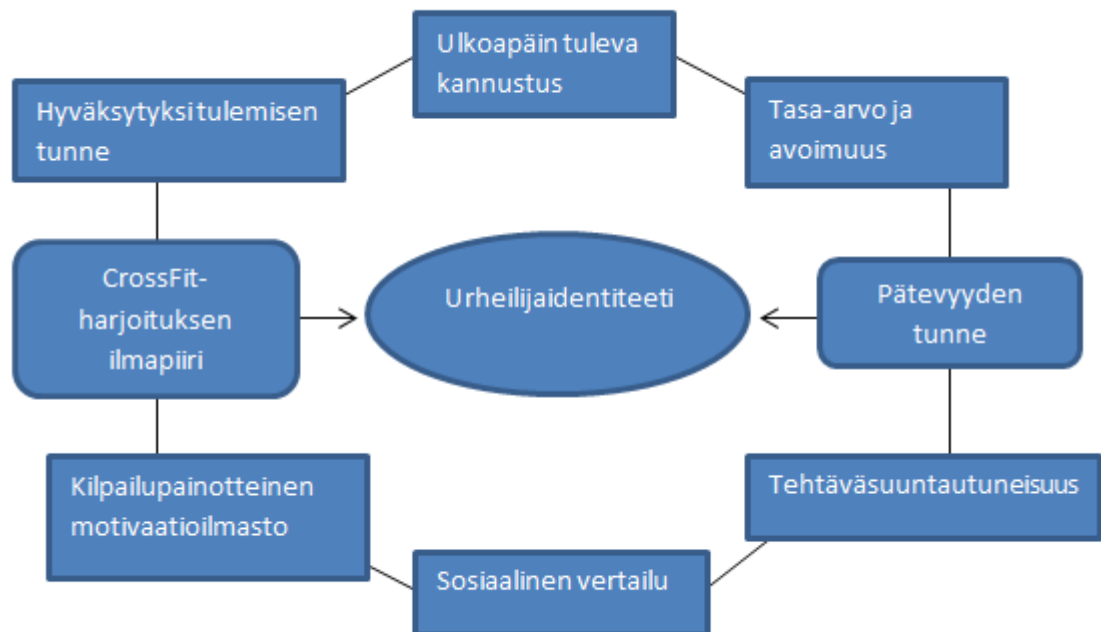 Ulkoapäin tuleva
kannustus
Hyväksytyksi tulemisen
tunne
Tasa-arvo ja
avoimuus
CrossFit-
harjoituksen
ilmapiiri
Urheilijaidentiteeti
Pätevyyden
tunne
Kilpailupainotteinen
motivaatioilmasto
Tehtäväsuuntautuneisuus
Sosiaalinen vertailu